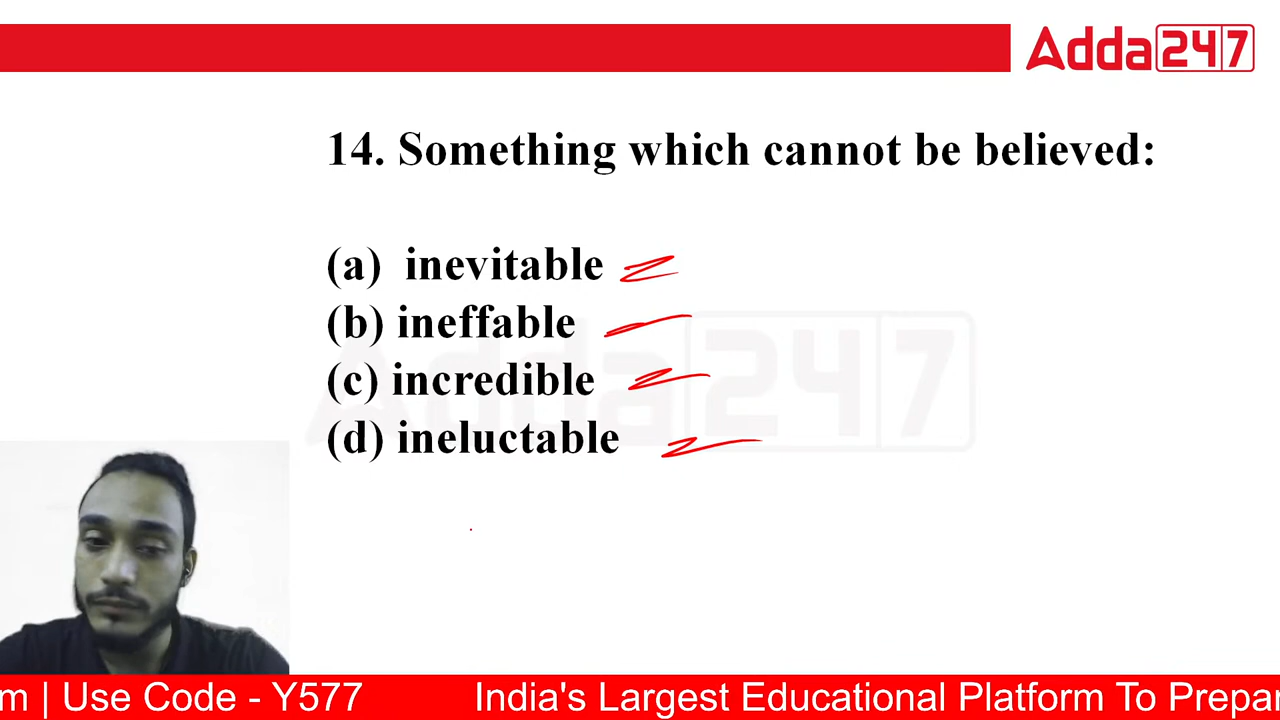 Adda247
14. Something which cannot be believed:
(a) inevitable
(b) ineffable
(c) incredible
(d) ineluctable
Adda247
m | Use Code - Y577 India's Largest Educational Platform To Prepar